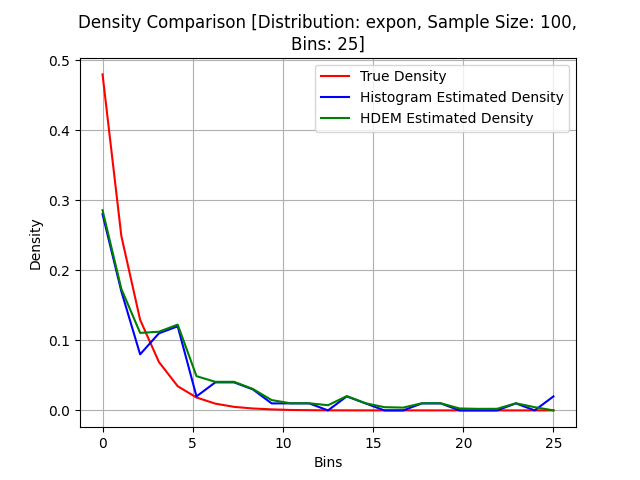 Density Comparison [Distribution: expon, Sample Size: 100,
Bins: 25]
True Density
Histogram Estimated Density
HDEM Estimated Density
Density
0.5
0.4
0.3
0.2
0.1
0.0
0 5 10 15 20 25
Bins